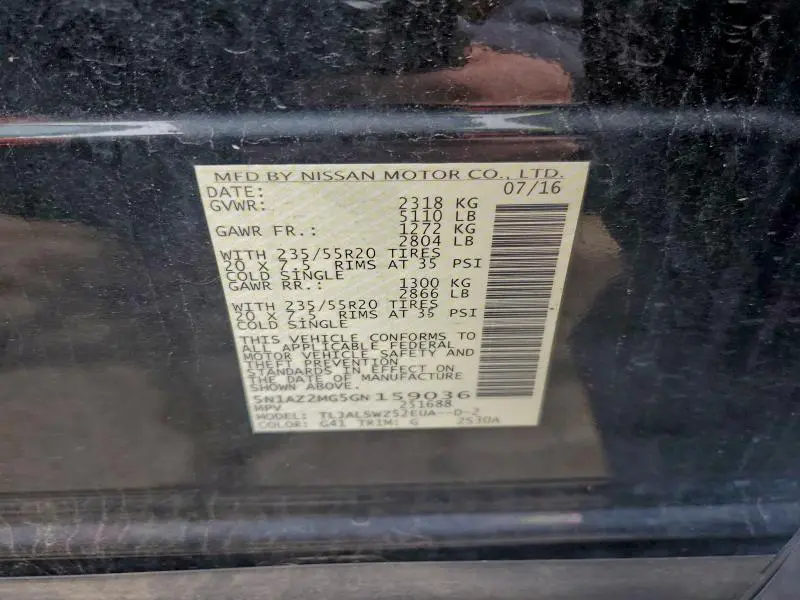 MFD BY NISSAN MOTOR CO., LTD.
DATE: 07/16
GVWR: 2318 KG
5110 LB
GAWR FR.: 1272 KG
2804 LB
WITH 235/55R20 TIRES
20 X 7.5 RIMS AT 35 PSI
COLD SINGLE
GAWR RR.: 1300 KG
2866 LB
WITH 235/55R20 TIRES
20 X 7.5 RIMS AT 35 PSI
COLD SINGLE
THIS VEHICLE CONFORMS TO
ALL APPLICABLE FEDERAL
MOTOR VEHICLE SAFETY AND
THEFT PREVENTION
STANDARDS IN EFFECT ON
THE DATE OF MANUFACTURE
SHOWN ABOVE.
5N1AZ2MG5GN159036
MPV 251688
MODEL: TLJALSWZ52EUA--D-2
COLOR: G41 TRIM: G 2530A